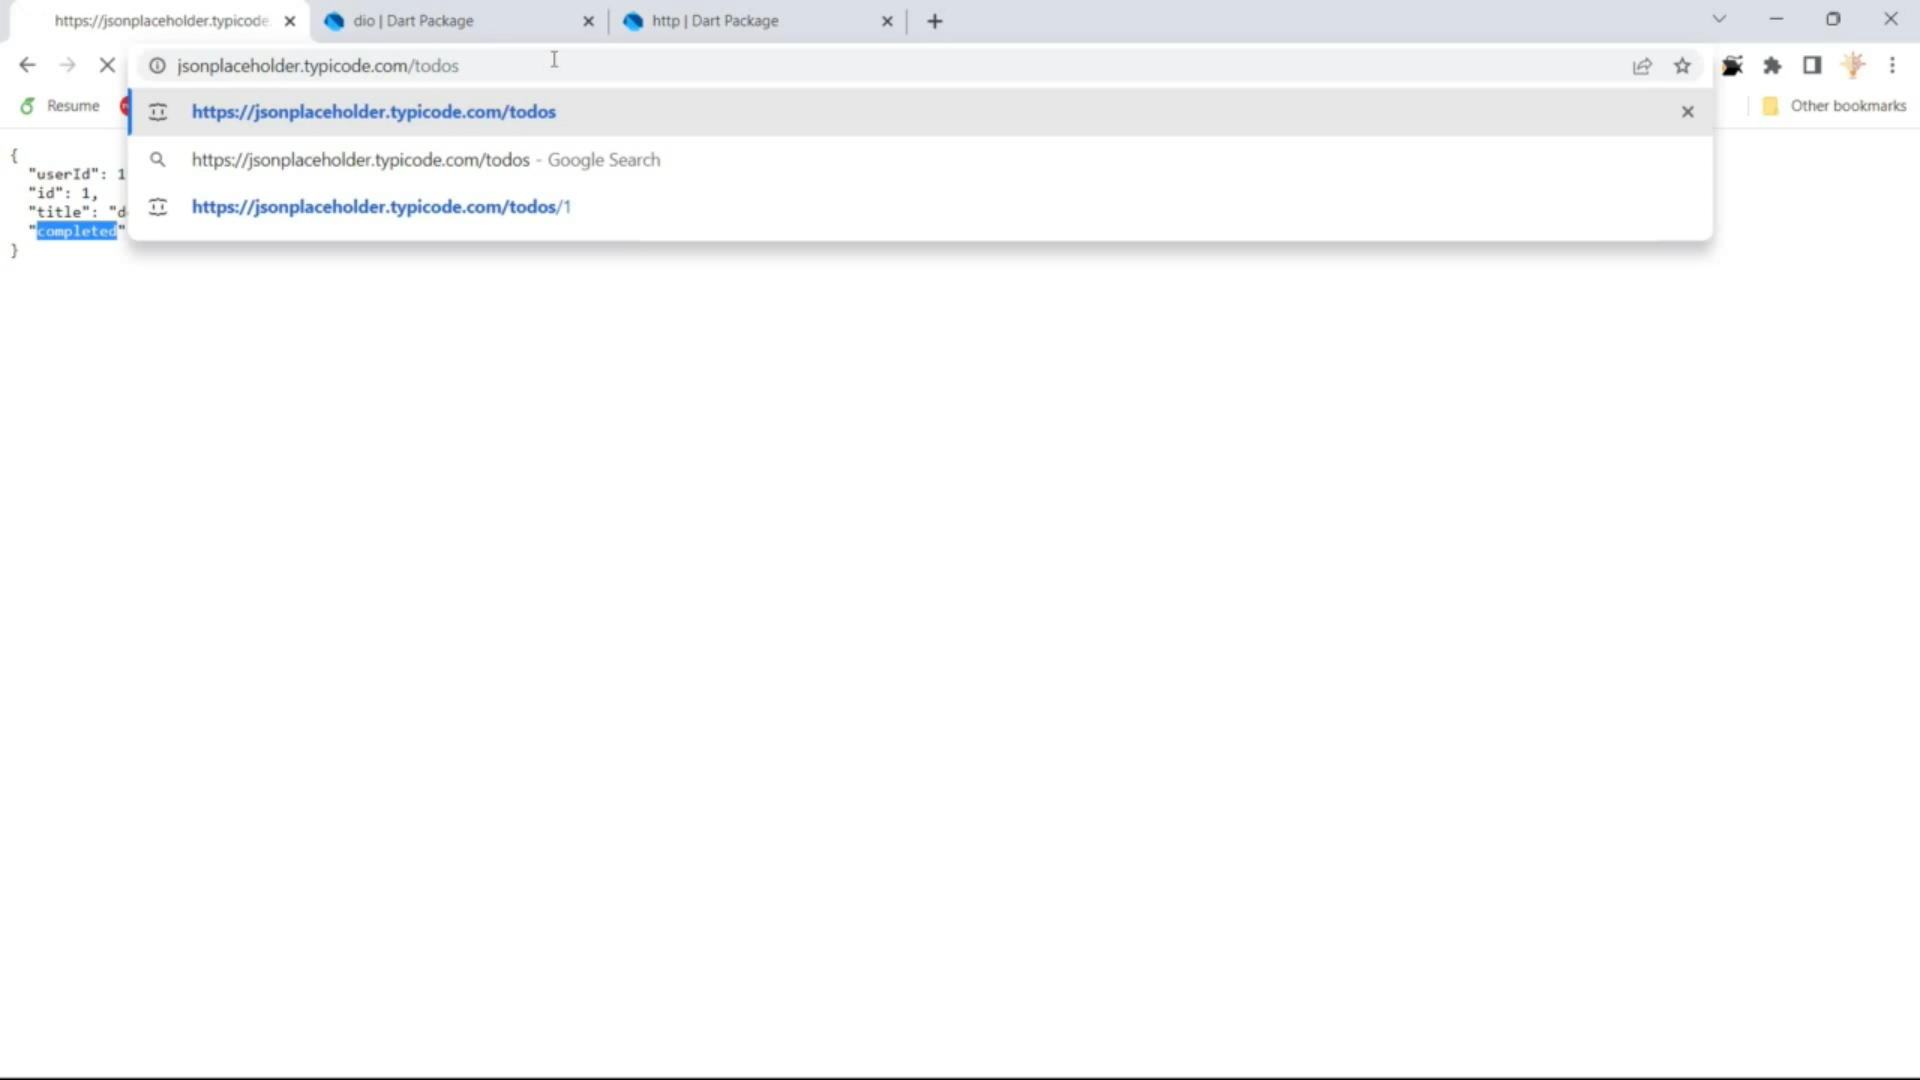 https://jsonplaceholder.typicode.
dio | Dart Package
http | Dart Package
jsonplaceholder.typicode.com/todos
Resume
Other bookmarks
https://jsonplaceholder.typicode.com/todos
https://jsonplaceholder.typicode.com/todos - Google Search
https://jsonplaceholder.typicode.com/todos/1
{
"userId": 1
"id": 1,
"title": "d
"completed"
}